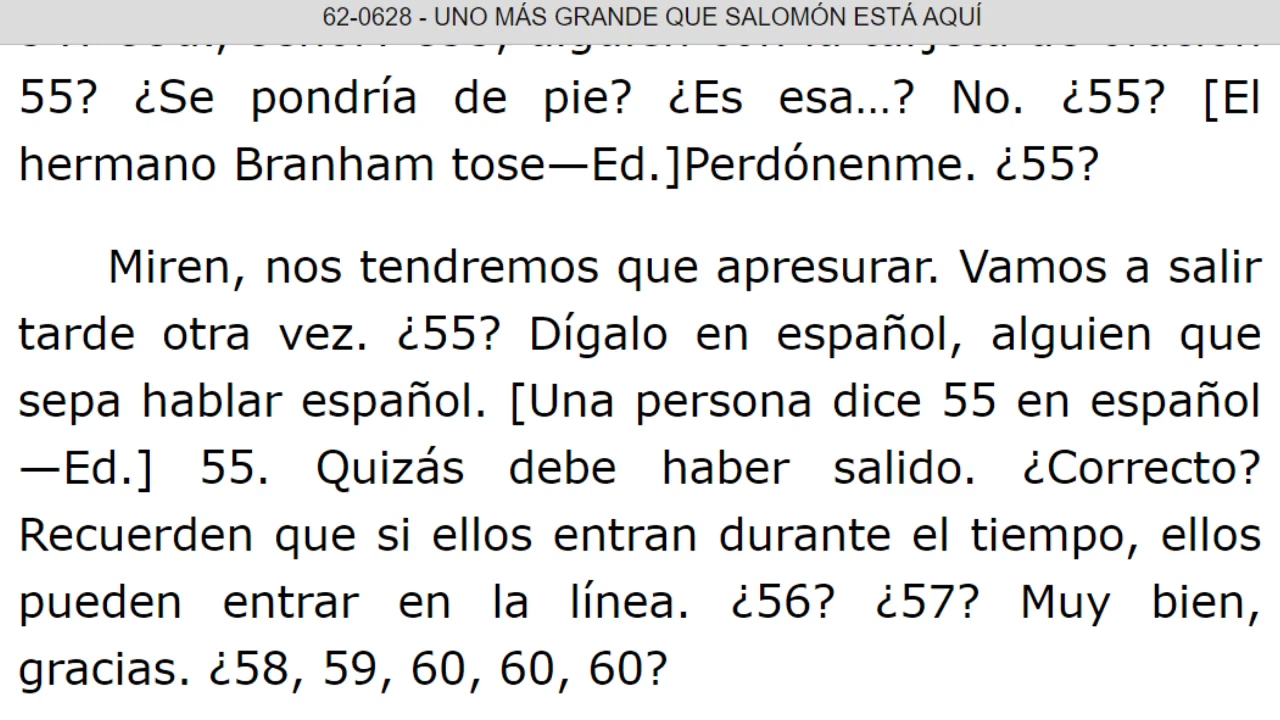 62-0628 - UNO MÁS GRANDE QUE SALOMÓN ESTÁ AQUÍ
55? ¿Se pondría de pie? ¿Es esa...? No. ¿55? [El
hermano Branham tose—Ed.]Perdónenme. ¿55?
Miren, nos tendremos que apresurar. Vamos a salir
tarde otra vez. ¿55? Dígalo en español, alguien que
sepa hablar español. [Una persona dice 55 en español
—Ed.] 55. Quizás debe haber salido. ¿Correcto?
Recuerden que si ellos entran durante el tiempo, ellos
pueden entrar en la línea. ¿56? ¿57? Muy bien,
gracias. ¿58, 59, 60, 60, 60?